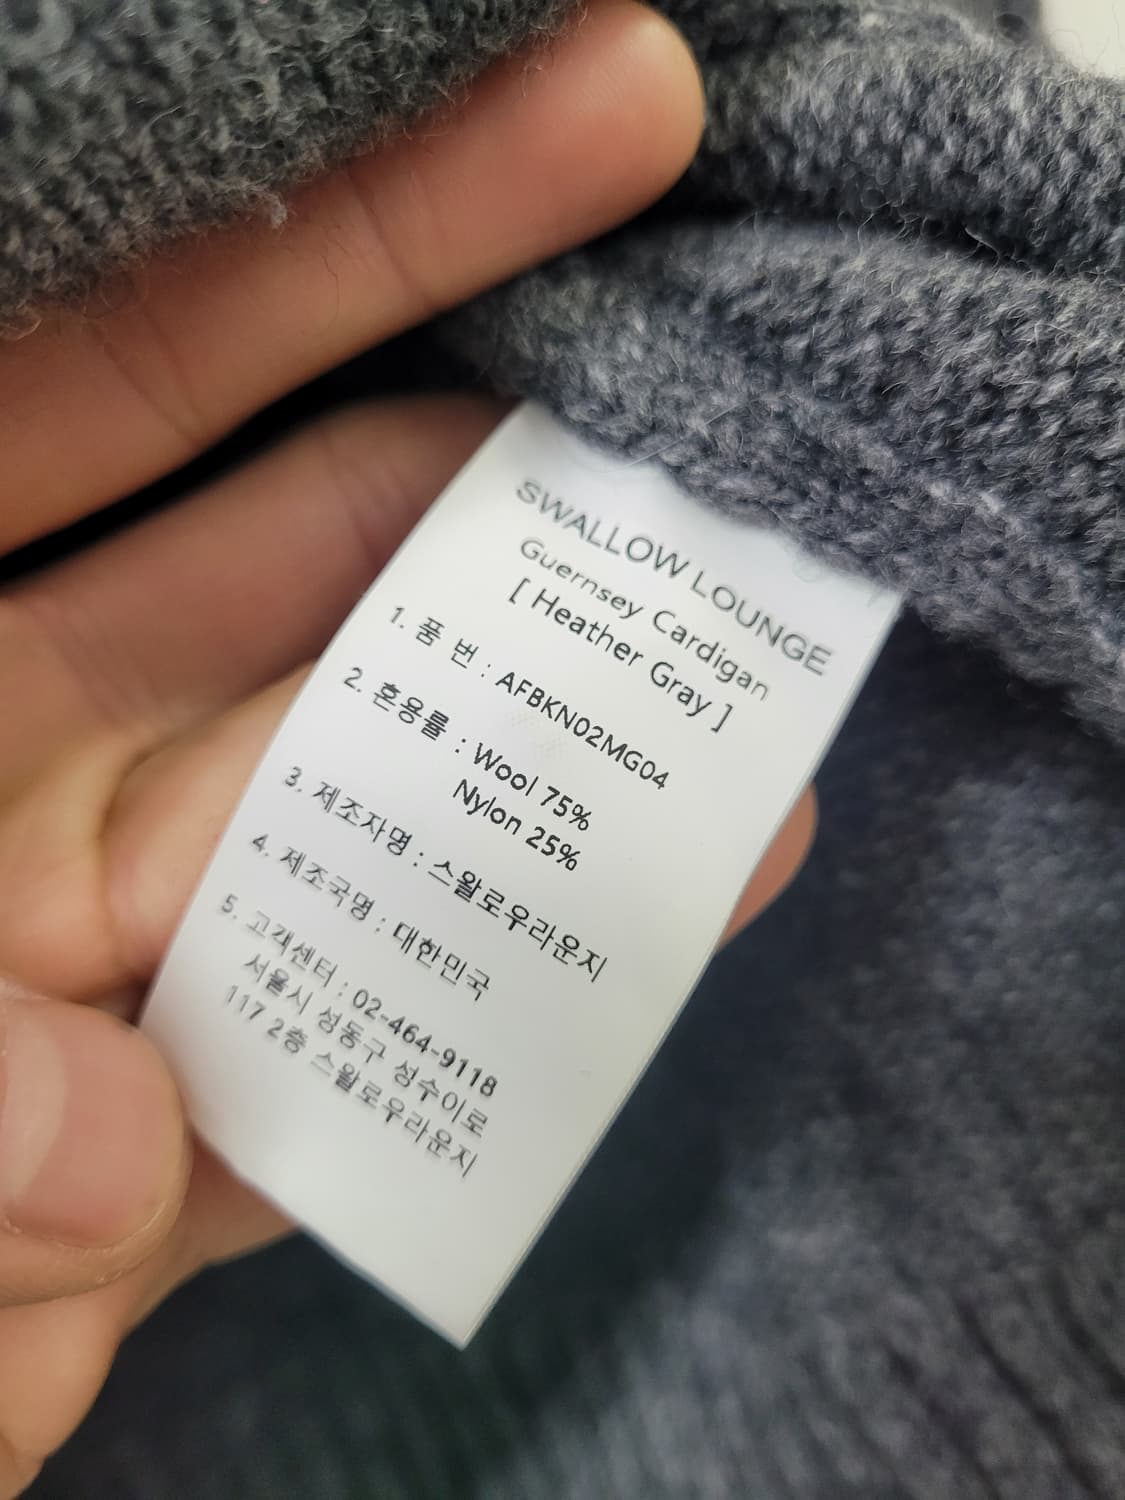 SWALLOW LOUNGE
Guernsey Cardigan
[ Heather Gray ]
1. 품 번 : AFBKN02MG04
2. 혼용률 : Wool 75%
Nylon 25%
3. 제조자명 : 스왈로우라운지
4. 제조국명 : 대한민국
5. 고객센터 : 02-464-9118
서울시 성동구 성수이로
117 2층 스왈로우라운지